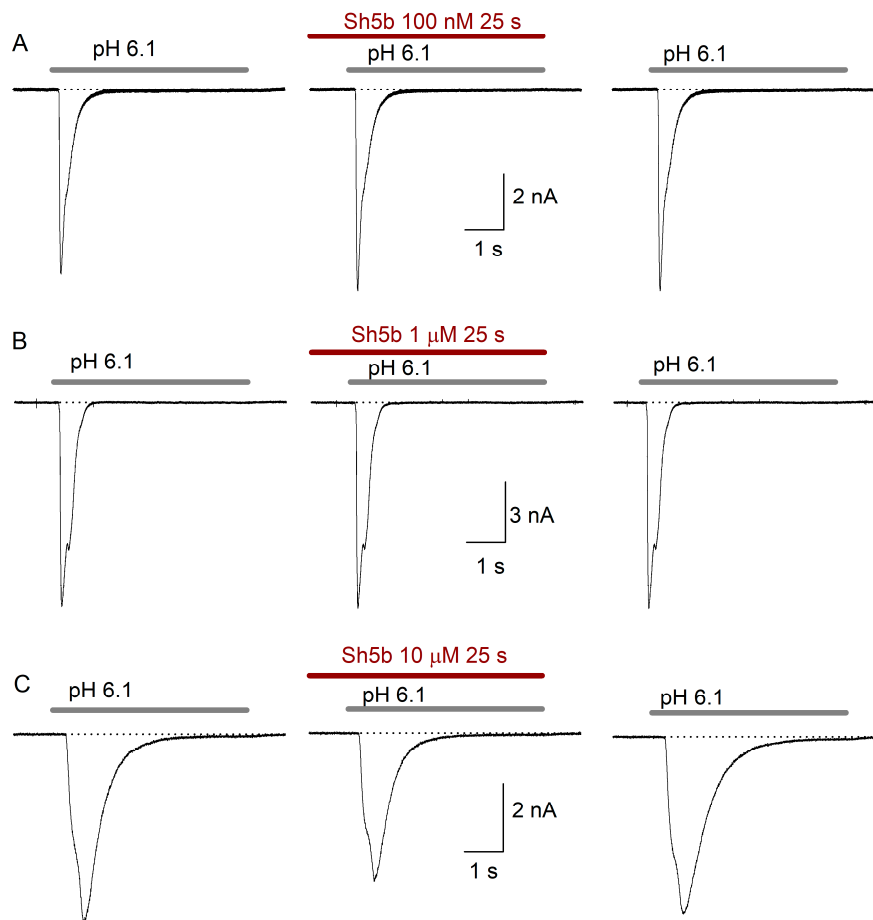 A
pH 6.1
Sh5b 100 nM 25 s
pH 6.1
pH 6.1
2 nA
1 s
B
pH 6.1
Sh5b 1 μM 25 s
pH 6.1
pH 6.1
3 nA
1 s
C
pH 6.1
Sh5b 10 μM 25 s
pH 6.1
pH 6.1
2 nA
1 s